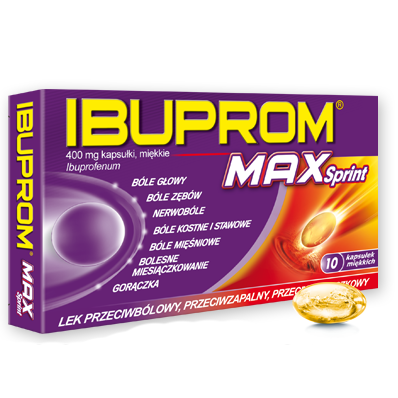 IBUPROM®
400 mg kapsułki, miękkie
Ibuprofenum
MAX Sprint
BÓLE GŁOWY
BÓLE ZĘBÓW
NERWOBÓLE
BÓLE KOSTNE I STAWOWE
BÓLE MIĘŚNIOWE
BOLESNE
MIESIĄCZKOWANIE
GORĄCZKA
10 kapsułek
miękkich
LEK PRZECIWBÓLOWY, PRZECIWZAPALNY,
IBUPROM® MAX
Sprint